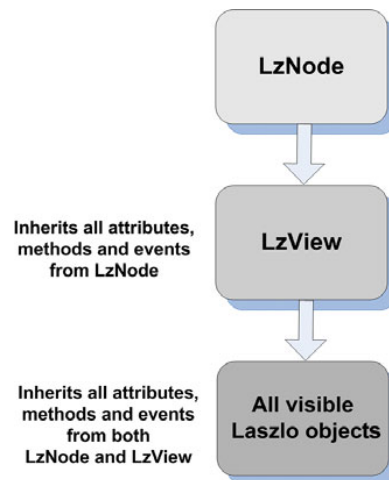 LzNode
Inherits all attributes,
methods and events
from LzNode
LzView
Inherits all attributes,
methods and events
from both
LzNode and LzView
All visible
Laszlo objects